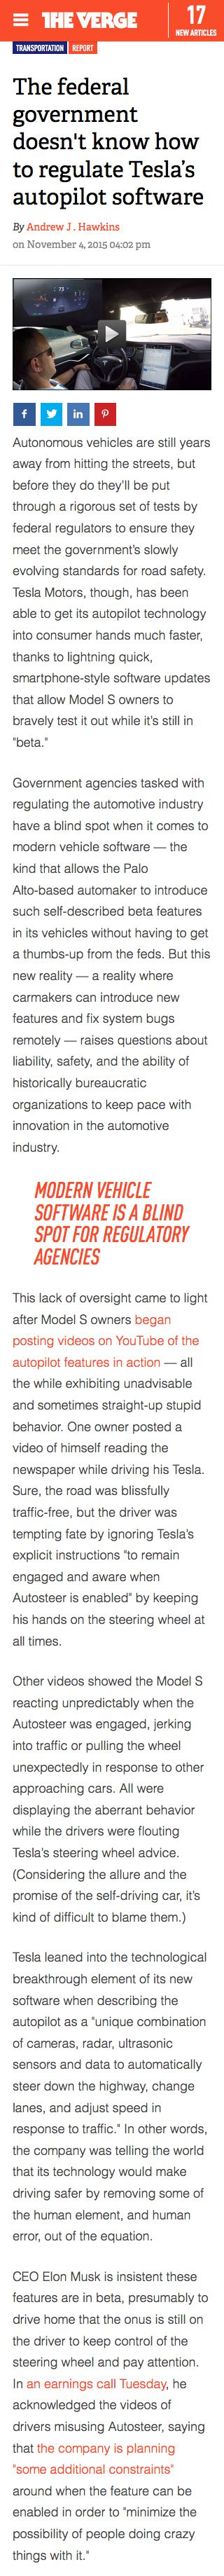 THE VERGE
17
NEW ARTICLES
TRANSPORTATION REPORT
The federal
government
doesn't know how
to regulate Tesla's
autopilot software
By Andrew J. Hawkins
on November 4, 2015 04:02 pm
Autonomous vehicles are still years
away from hitting the streets, but
before they do they'll be put
through a rigorous set of tests by
federal regulators to ensure they
meet the government's slowly
evolving standards for road safety.
Tesla Motors, though, has been
able to get its autopilot technology
into consumer hands much faster,
thanks to lightning quick,
smartphone-style software updates
that allow Model S owners to
bravely test it out while it's still in
"beta."
Government agencies tasked with
regulating the automotive industry
have a blind spot when it comes to
modern vehicle software — the
kind that allows the Palo
Alto-based automaker to introduce
such self-described beta features
in its vehicles without having to get
a thumbs-up from the feds. But this
new reality — a reality where
carmakers can introduce new
features and fix system bugs
remotely — raises questions about
liability, safety, and the ability of
historically bureaucratic
organizations to keep pace with
innovation in the automotive
industry.
MODERN VEHICLE
SOFTWARE IS A BLIND
SPOT FOR REGULATORY
AGENCIES
This lack of oversight came to light
after Model S owners began
posting videos on YouTube of the
autopilot features in action — all
the while exhibiting unadvisable
and sometimes straight-up stupid
behavior. One owner posted a
video of himself reading the
newspaper while driving his Tesla.
Sure, the road was blissfully
traffic-free, but the driver was
tempting fate by ignoring Tesla's
explicit instructions "to remain
engaged and aware when
Autosteer is enabled" by keeping
his hands on the steering wheel at
all times.
Other videos showed the Model S
reacting unpredictably when the
Autosteer was engaged, jerking
into traffic or pulling the wheel
unexpectedly in response to other
approaching cars. All were
displaying the aberrant behavior
while the drivers were flouting
Tesla's steering wheel advice.
(Considering the allure and the
promise of the self-driving car, it's
kind of difficult to blame them.)
Tesla leaned into the technological
breakthrough element of its new
software when describing the
autopilot as a "unique combination
of cameras, radar, ultrasonic
sensors and data to automatically
steer down the highway, change
lanes, and adjust speed in
response to traffic." In other words,
the company was telling the world
that its technology would make
driving safer by removing some of
the human element, and human
error, out of the equation.
CEO Elon Musk is insistent these
features are in beta, presumably to
drive home that the onus is still on
the driver to keep control of the
steering wheel and pay attention.
In an earnings call Tuesday, he
acknowledged the videos of
drivers misusing Autosteer, saying
that the company is planning
"some additional constraints"
around when the feature can be
enabled in order to "minimize the
possibility of people doing crazy
things with it."